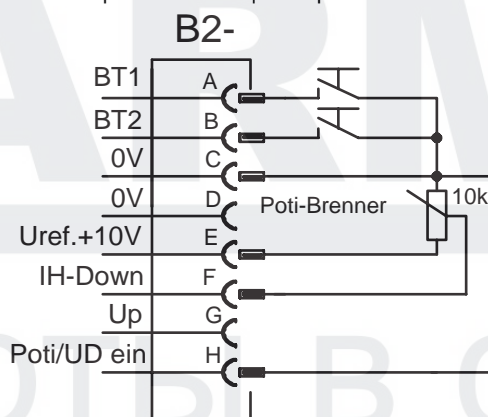 B2-
BT1 A
BT2 B
0V C
0V D Poti-Brenner 10k
Uref.+10V E
IH-Down F
Up G
Poti/UD ein H